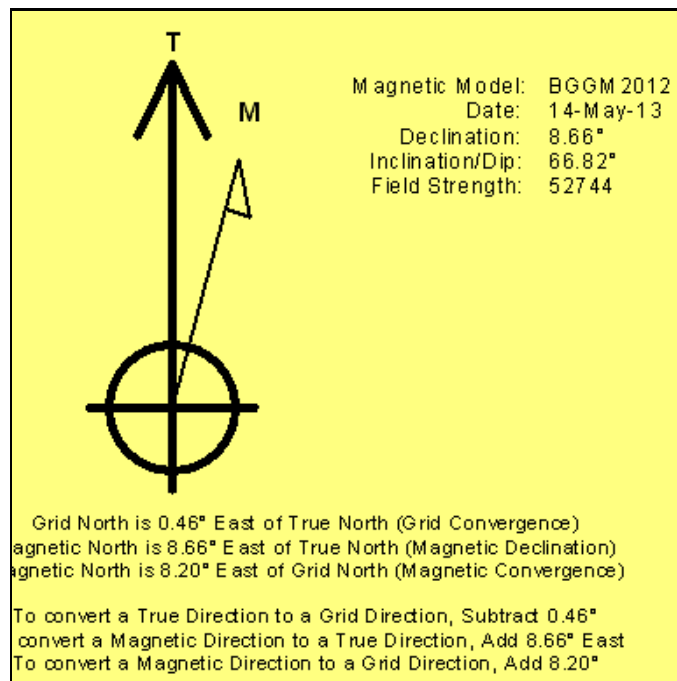 T
M
Magnetic Model: BGGM2012
Date: 14-May-13
Declination: 8.66°
Inclination/Dip: 66.82°
Field Strength: 52744
Grid North is 0.46° East of True North (Grid Convergence)
agnetic North is 8.66° East of True North (Magnetic Declination)
agnetic North is 8.20° East of Grid North (Magnetic Convergence)
To convert a True Direction to a Grid Direction, Subtract 0.46°
convert a Magnetic Direction to a True Direction, Add 8.66° East
To convert a Magnetic Direction to a Grid Direction, Add 8.20°